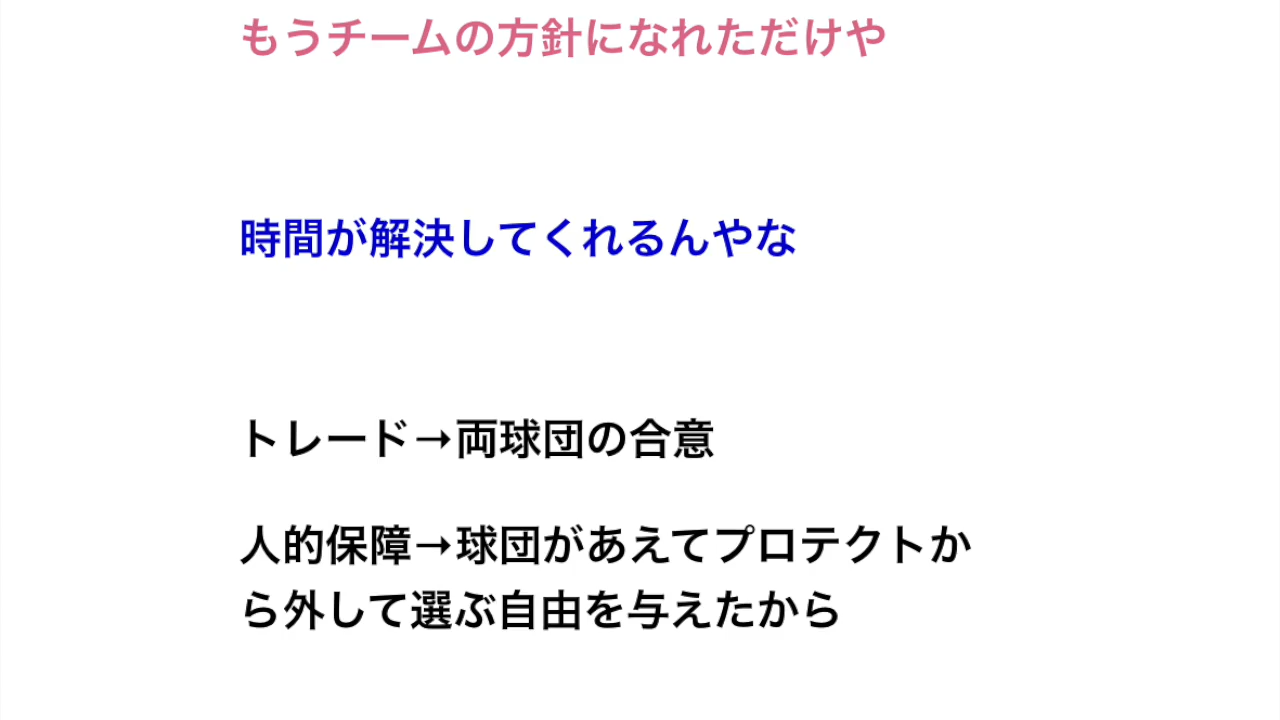 もうチームの方針になれただけや
時間が解決してくれるんやな
トレード→両球団の合意
人的保障→球団があえてプロテクトか
ら外して選ぶ自由を与えたから